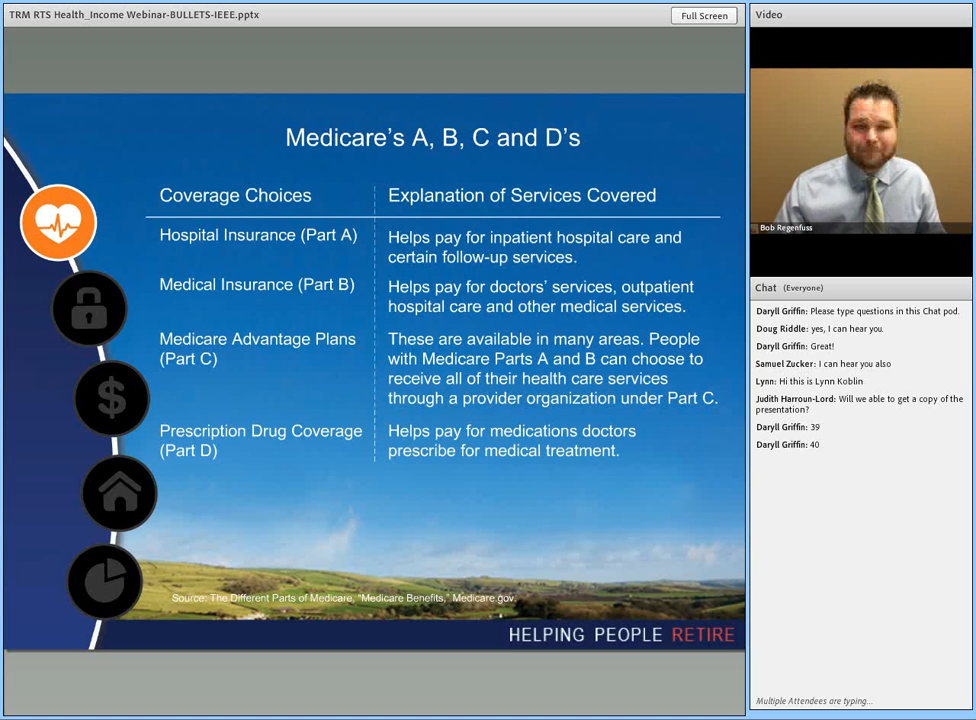 TRM RTS Health_Income Webinar-BULLETS-IEEE.pptx
Full Screen
Medicare's A, B, C and D's
Coverage Choices
Explanation of Services Covered
Hospital Insurance (Part A)
Helps pay for inpatient hospital care and
certain follow-up services.
Medical Insurance (Part B)
Helps pay for doctors' services, outpatient
hospital care and other medical services.
Medicare Advantage Plans
(Part C)
These are available in many areas. People
with Medicare Parts A and B can choose to
receive all of their health care services
through a provider organization under Part C.
Prescription Drug Coverage
(Part D)
Helps pay for medications doctors
prescribe for medical treatment.
$
Source: The Different Parts of Medicare, "Medicare Benefits," Medicare.gov.
HELPING PEOPLE RETIRE
Video
Bob Regenfuss
Chat (Everyone)
Daryll Griffin: Please type questions in this Chat pod.
Doug Riddle: yes, I can hear you.
Daryll Griffin: Great!
Samuel Zucker: I can hear you also
Lynn: Hi this is Lynn Koblin
Judith Harroun-Lord: Will we able to get a copy of the
presentation?
Daryll Griffin: 39
Daryll Griffin: 40
Multiple Attendees are typing...